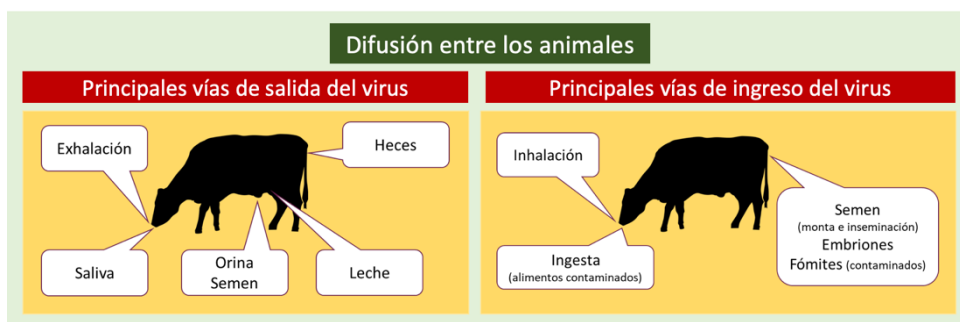 Difusión entre los animales
Principales vías de salida del virus
Exhalación
Heces
Saliva
Orina
Semen
Leche
Principales vías de ingreso del virus
Inhalación
Ingesta
(alimentos contaminados)
Semen
(monta e inseminación)
Embriones
Fómites (contaminados)